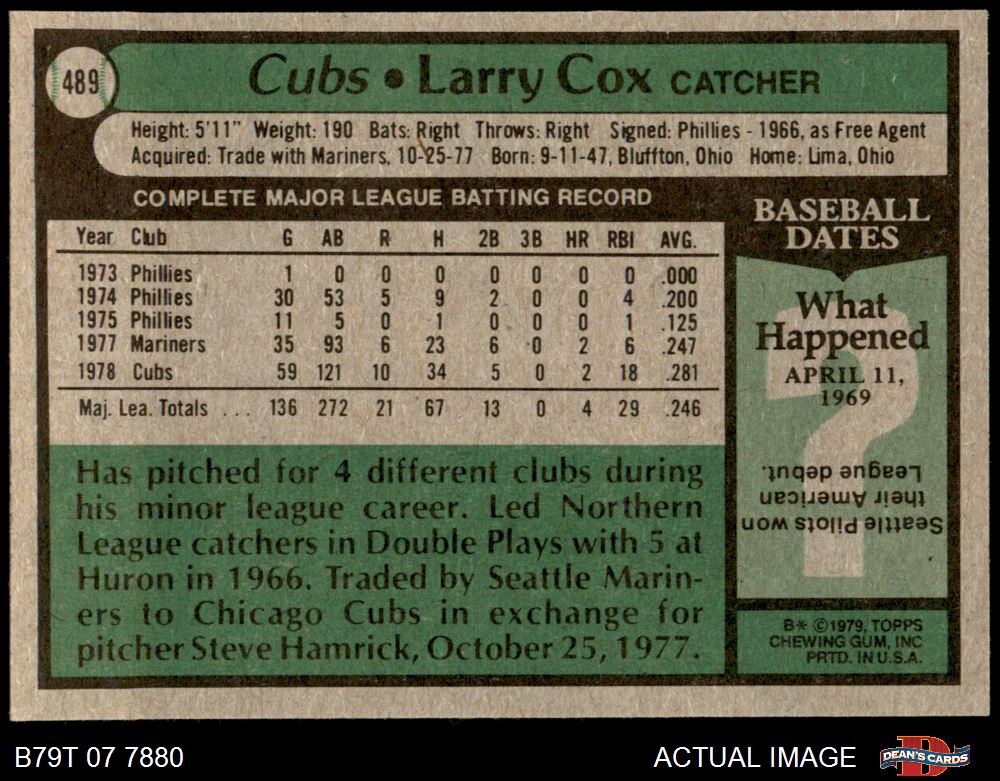 489
Cubs • Larry Cox CATCHER
Height: 5'11" Weight: 190 Bats: Right Throws: Right Signed: Phillies - 1966, as Free Agent
Acquired: Trade with Mariners, 10-25-77 Born: 9-11-47, Bluffton, Ohio Home: Lima, Ohio
COMPLETE MAJOR LEAGUE BATTING RECORD
Year Club G AB R H 2B 3B HR RBI AVG.
1973 Phillies 1 0 0 0 0 0 0 0 .000
1974 Phillies 30 53 5 9 2 0 0 4 .200
1975 Phillies 11 5 0 1 0 0 0 1 .125
1977 Mariners 35 93 6 23 6 0 2 6 .247
1978 Cubs 59 121 10 34 5 0 2 18 .281
Maj. Lea. Totals ... 136 272 21 67 13 0 4 29 .246
Has pitched for 4 different clubs during
his minor league career. Led Northern
League catchers in Double Plays with 5 at
Huron in 1966. Traded by Seattle Marin-
ers to Chicago Cubs in exchange for
pitcher Steve Hamrick, October 25, 1977.
BASEBALL
DATES
What
Happened
APRIL 11,
1969
?
Seattle Pilots won
their American
League debut.
B* ©1979, TOPPS
CHEWING GUM, INC
PRTD. IN U.S.A.
B79T 07 7880
ACTUAL IMAGE
D
DEAN'S CARDS